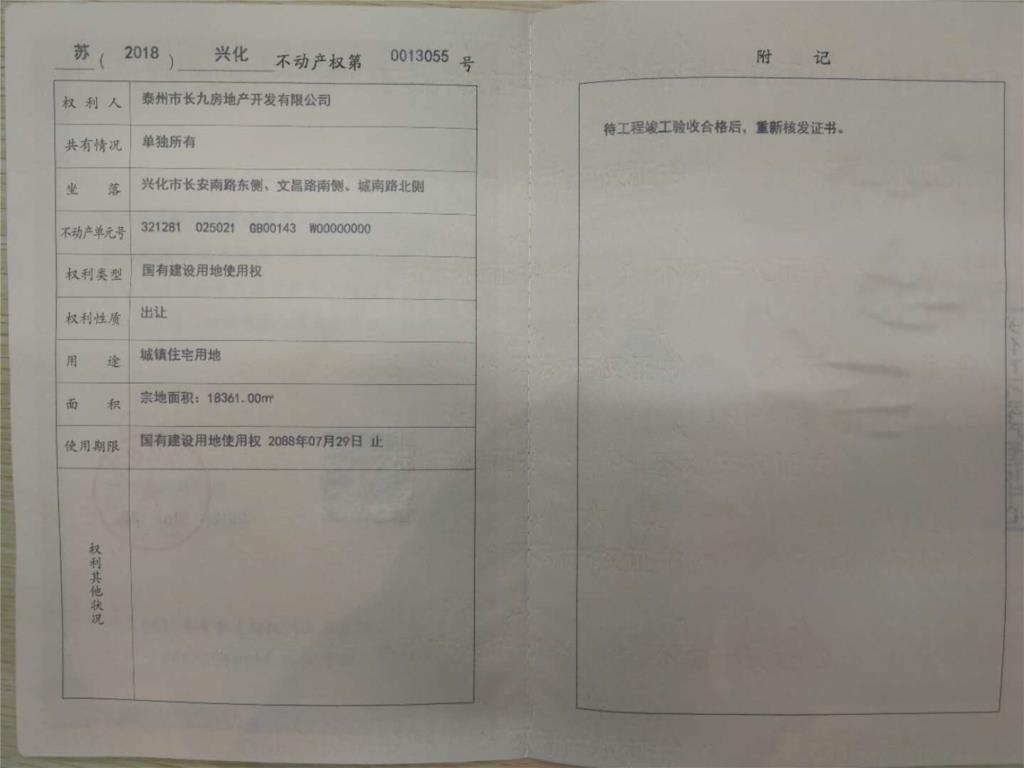 苏（2018）兴化 不动产权第 0013055 号
权利人 泰州市长九房地产开发有限公司
共有情况 单独所有
坐落 兴化市长安南路东侧、文昌路南侧、城南路北侧
不动产单元号 321281 025021 GB00143 W00000000
权利类型 国有建设用地使用权
权利性质 出让
用途 城镇住宅用地
面积 宗地面积：18361.00㎡
使用期限 国有建设用地使用权 2088年07月29日 止
权利其他状况
附记
待工程竣工验收合格后，重新核发证书。